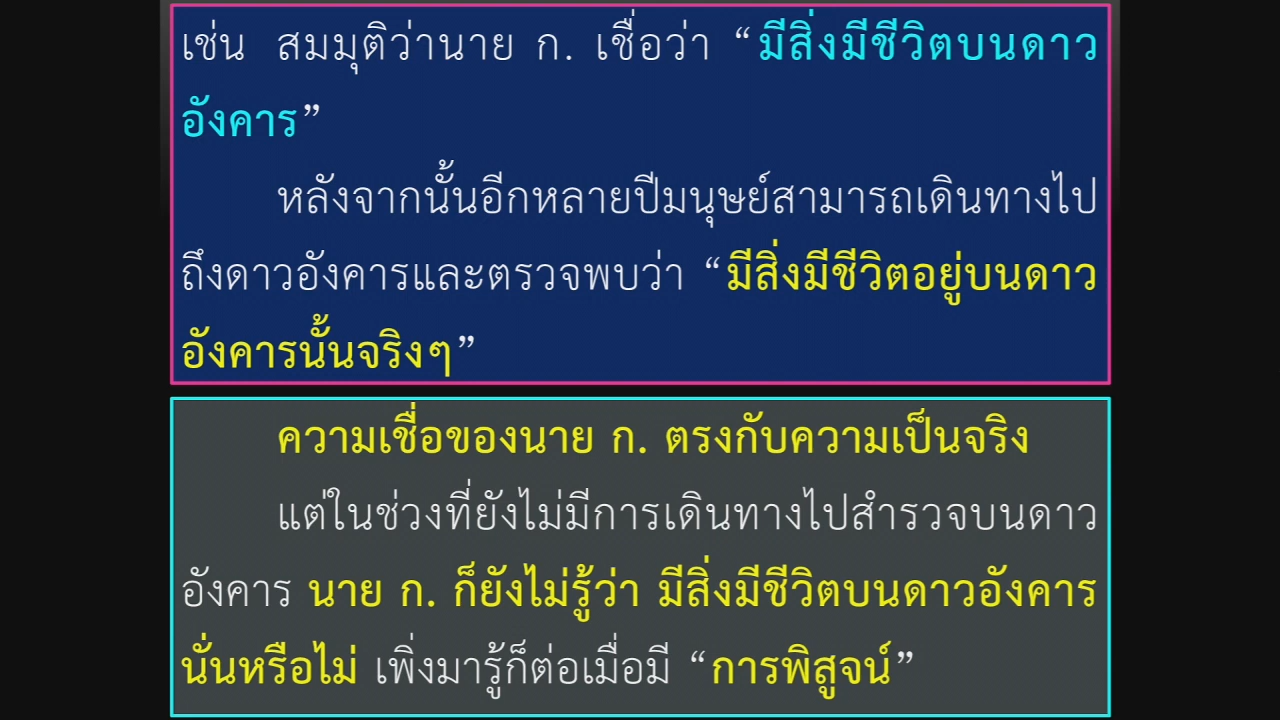 เช่น สมมุติว่านาย ก. เชื่อว่า “มีสิ่งมีชีวิตบนดาว
อังคาร”
หลังจากนั้นอีกหลายปีมนุษย์สามารถเดินทางไป
ถึงดาวอังคารและตรวจพบว่า “มีสิ่งมีชีวิตอยู่บนดาว
อังคารนั้นจริงๆ”
ความเชื่อของนาย ก. ตรงกับความเป็นจริง
แต่ในช่วงที่ยังไม่มีการเดินทางไปสำรวจบนดาว
อังคาร นาย ก. ก็ยังไม่รู้ว่า มีสิ่งมีชีวิตบนดาวอังคาร
นั่นหรือไม่ เพิ่งมารู้ก็ต่อเมื่อมี “การพิสูจน์”